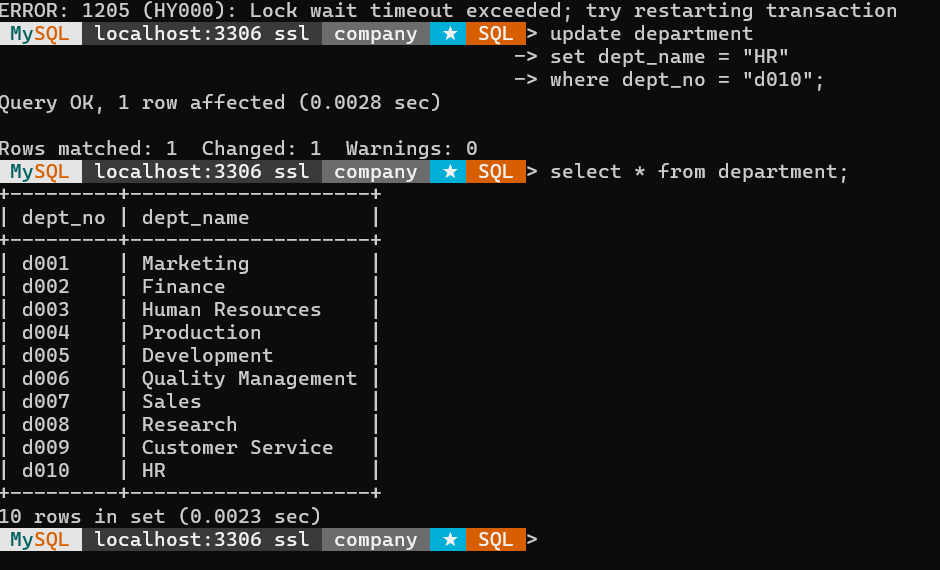 ERROR: 1205 (HY000): Lock wait timeout exceeded; try restarting transaction
MySQL localhost:3306 ssl company ★ SQL > update department
-> set dept_name = "HR"
-> where dept_no = "d010";
Query OK, 1 row affected (0.0028 sec)

Rows matched: 1  Changed: 1  Warnings: 0
MySQL localhost:3306 ssl company ★ SQL > select * from department;
+---------+--------------------+
| dept_no | dept_name          |
+---------+--------------------+
| d001    | Marketing          |
| d002    | Finance            |
| d003    | Human Resources    |
| d004    | Production         |
| d005    | Development        |
| d006    | Quality Management |
| d007    | Sales              |
| d008    | Research           |
| d009    | Customer Service   |
| d010    | HR                 |
+---------+--------------------+
10 rows in set (0.0023 sec)
MySQL localhost:3306 ssl company ★ SQL >